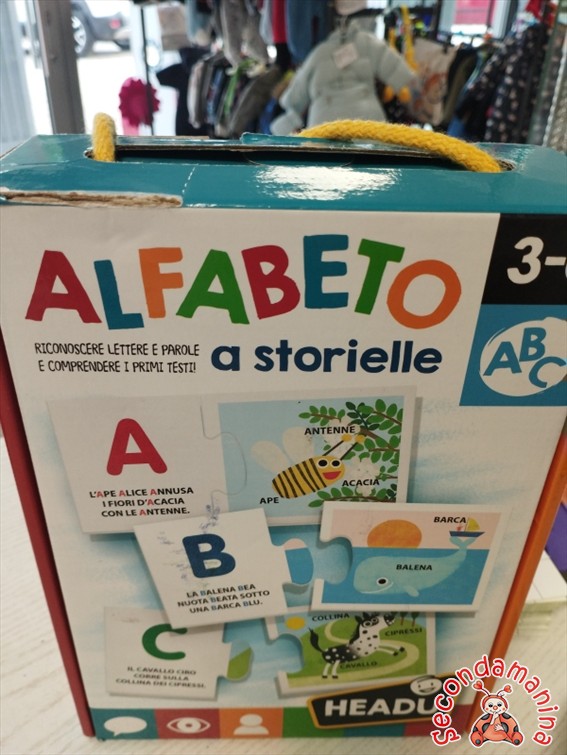 3-
ALFABETO
a storielle
RICONOSCERE LETTERE E PAROLE
E COMPRENDERE I PRIMI TESTI!
ABC
A
L'APE ALICE ANNUSA
I FIORI D'ACACIA
CON LE ANTENNE.
ANTENNE
ACACIA
APE
B
LA BALENA BEA
NUOTA BEATA SOTTO
UNA BARCA BLU.
BARCA
BALENA
C
IL CAVALLO CIRO
CORRE SULLA
COLLINA DEI CIPRESSI.
COLLINA
CIPRESSI
CAVALLO
HEADU
secondamanina